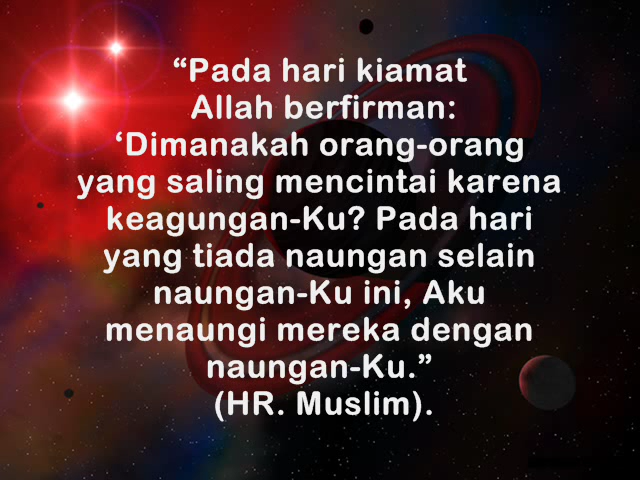 “Pada hari kiamat
Allah berfirman:
‘Dimanakah orang-orang
yang saling mencintai karena
keagungan-Ku? Pada hari
yang tiada naungan selain
naungan-Ku ini, Aku
menaungi mereka dengan
naungan-Ku.”
(HR. Muslim).